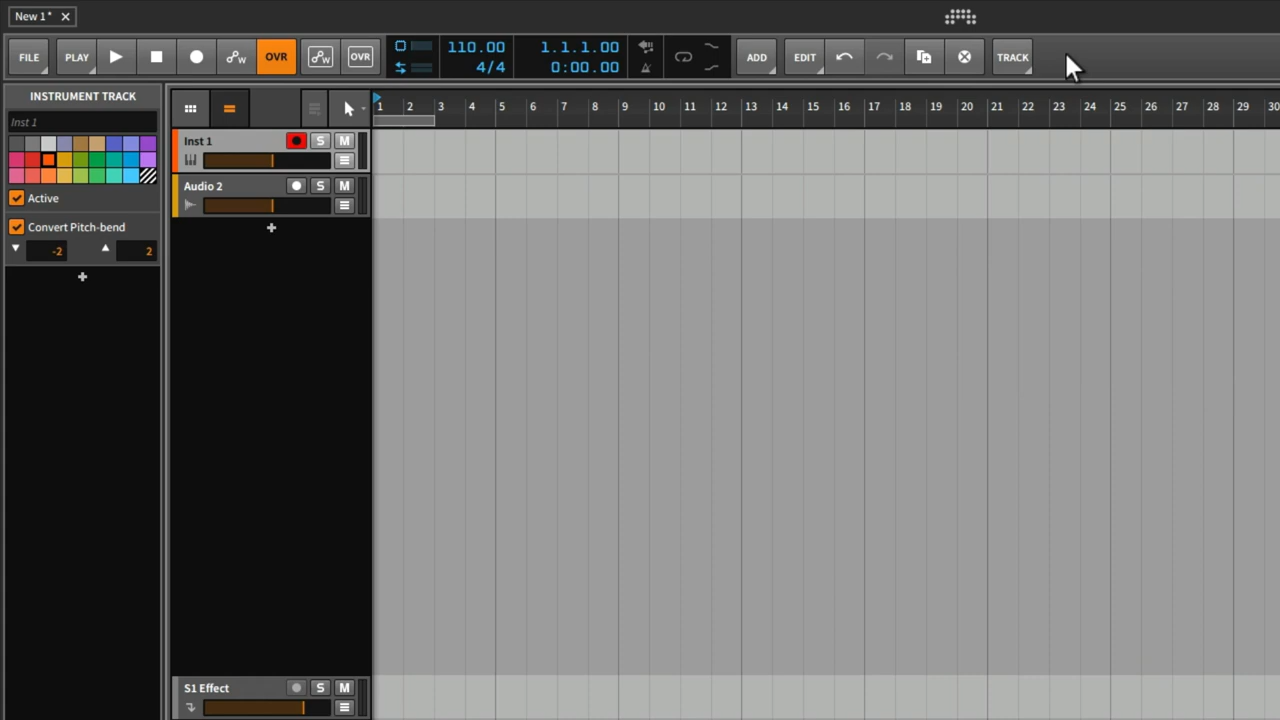 New 1*
FILE PLAY OVR OVR 110.00 1.1.1.00 ADD EDIT TRACK
4/4 0:00.00
INSTRUMENT TRACK
Inst 1
Active
Convert Pitch-bend
-2 2
1 2 3 4 5 6 7 8 9 10 11 12 13 14 15 16 17 18 19 20 21 22 23 24 25 26 27 28 29 30
Inst 1 S M
Audio 2 S M
S1 Effect S M